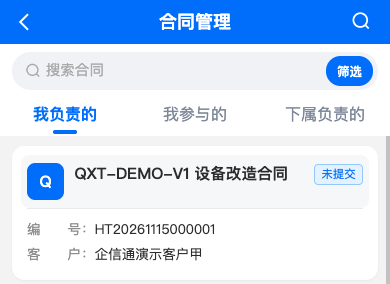 合同管理
搜索合同
筛选
我负责的 我参与的 下属负责的
Q QXT-DEMO-V1 设备改造合同 未提交
编 号: HT20261115000001
客 户: 企信通演示客户甲